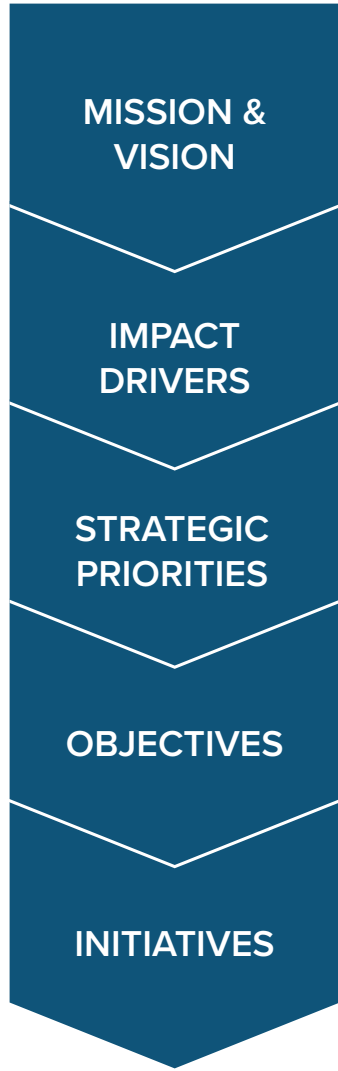 MISSION &
VISION
IMPACT
DRIVERS
STRATEGIC
PRIORITIES
OBJECTIVES
INITIATIVES